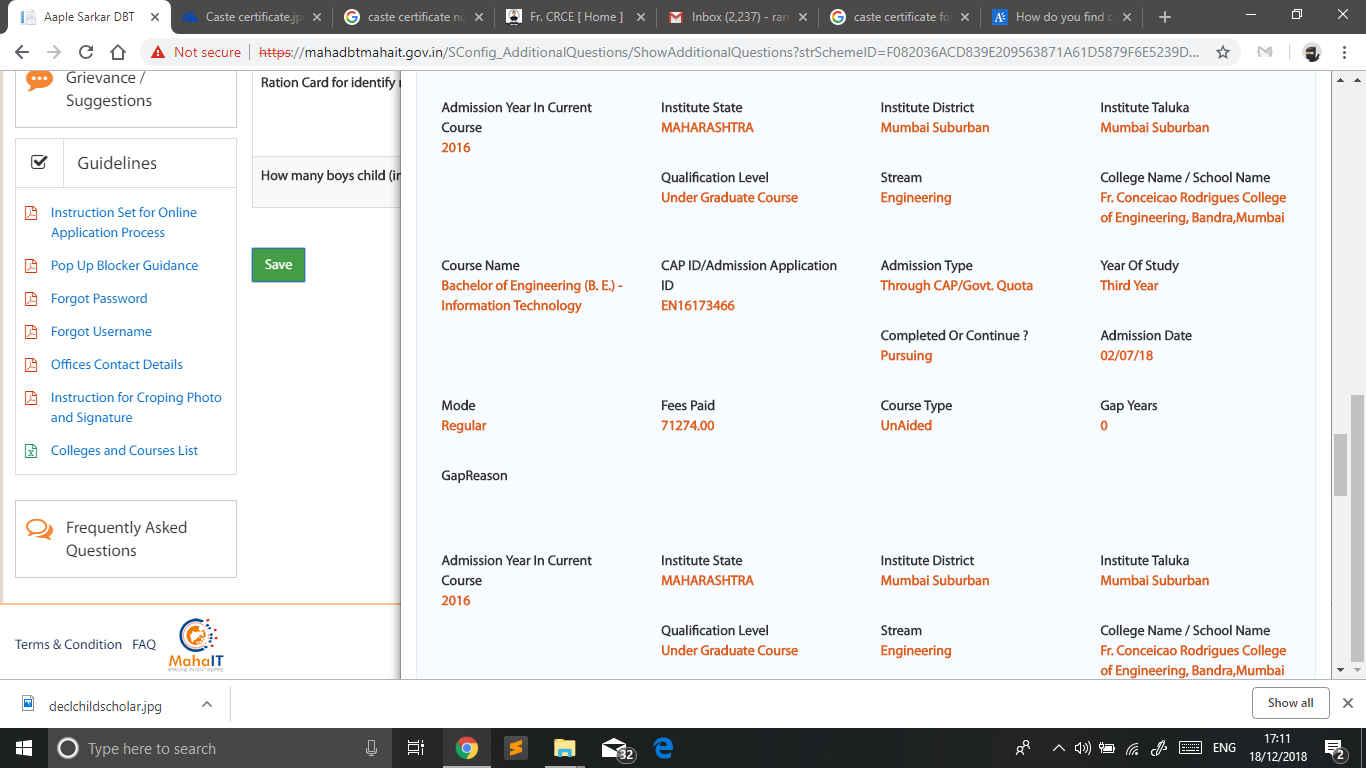 Aaple Sarkar DBT
Caste certificate.jp
caste certificate nu
Fr. CRCE [ Home ]
Inbox (2,237) - ran
caste certificate fo
How do you find c
Not secure
https://mahadbtmahait.gov.in/SConfig_AdditionalQuestions/ShowAdditionalQuestions?strSchemeID=F082036ACD839E209563871A61D5879F6E5239D...
Grievance /
Suggestions
Guidelines
Instruction Set for Online
Application Process
Pop Up Blocker Guidance
Forgot Password
Forgot Username
Offices Contact Details
Instruction for Croping Photo
and Signature
Colleges and Courses List
Frequently Asked
Questions
Ration Card for identify
How many boys child (in
Save
Admission Year In Current
Course
2016
Institute State
MAHARASHTRA
Institute District
Mumbai Suburban
Institute Taluka
Mumbai Suburban
Qualification Level
Under Graduate Course
Stream
Engineering
College Name / School Name
Fr. Conceicao Rodrigues College
of Engineering, Bandra,Mumbai
Course Name
Bachelor of Engineering (B. E.) -
Information Technology
CAP ID/Admission Application
ID
EN16173466
Admission Type
Through CAP/Govt. Quota
Year Of Study
Third Year
Completed Or Continue ?
Pursuing
Admission Date
02/07/18
Mode
Regular
Fees Paid
71274.00
Course Type
UnAided
Gap Years
0
GapReason
Admission Year In Current
Course
2016
Institute State
MAHARASHTRA
Institute District
Mumbai Suburban
Institute Taluka
Mumbai Suburban
Qualification Level
Under Graduate Course
Stream
Engineering
College Name / School Name
Fr. Conceicao Rodrigues College
of Engineering, Bandra,Mumbai
Terms & Condition
FAQ
MahaIT
declchildscholar.jpg
Show all
Type here to search
32
ENG
17:11
18/12/2018
2